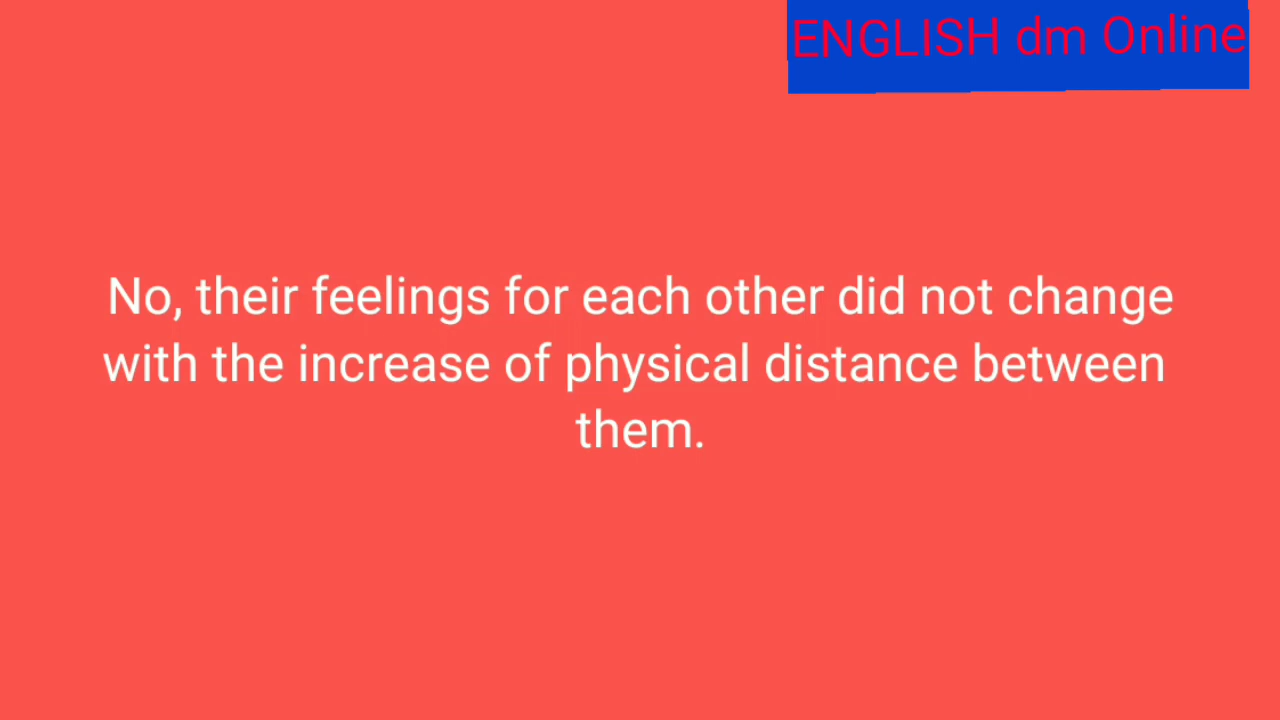 ENGLISH dm Online
No, their feelings for each other did not change
with the increase of physical distance between
them.